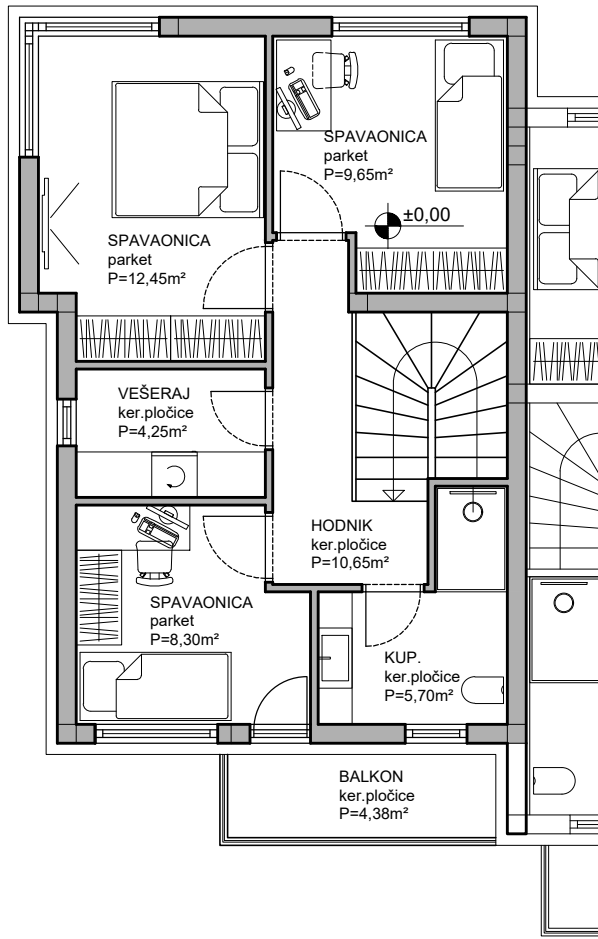 SPAVAONICA
parket
P=9,65m²
±0,00
SPAVAONICA
parket
P=12,45m²
VEŠERAJ
ker.pločice
P=4,25m²
HODNIK
ker.pločice
P=10,65m²
SPAVAONICA
parket
P=8,30m²
KUP.
ker.pločice
P=5,70m²
BALKON
ker.pločice
P=4,38m²